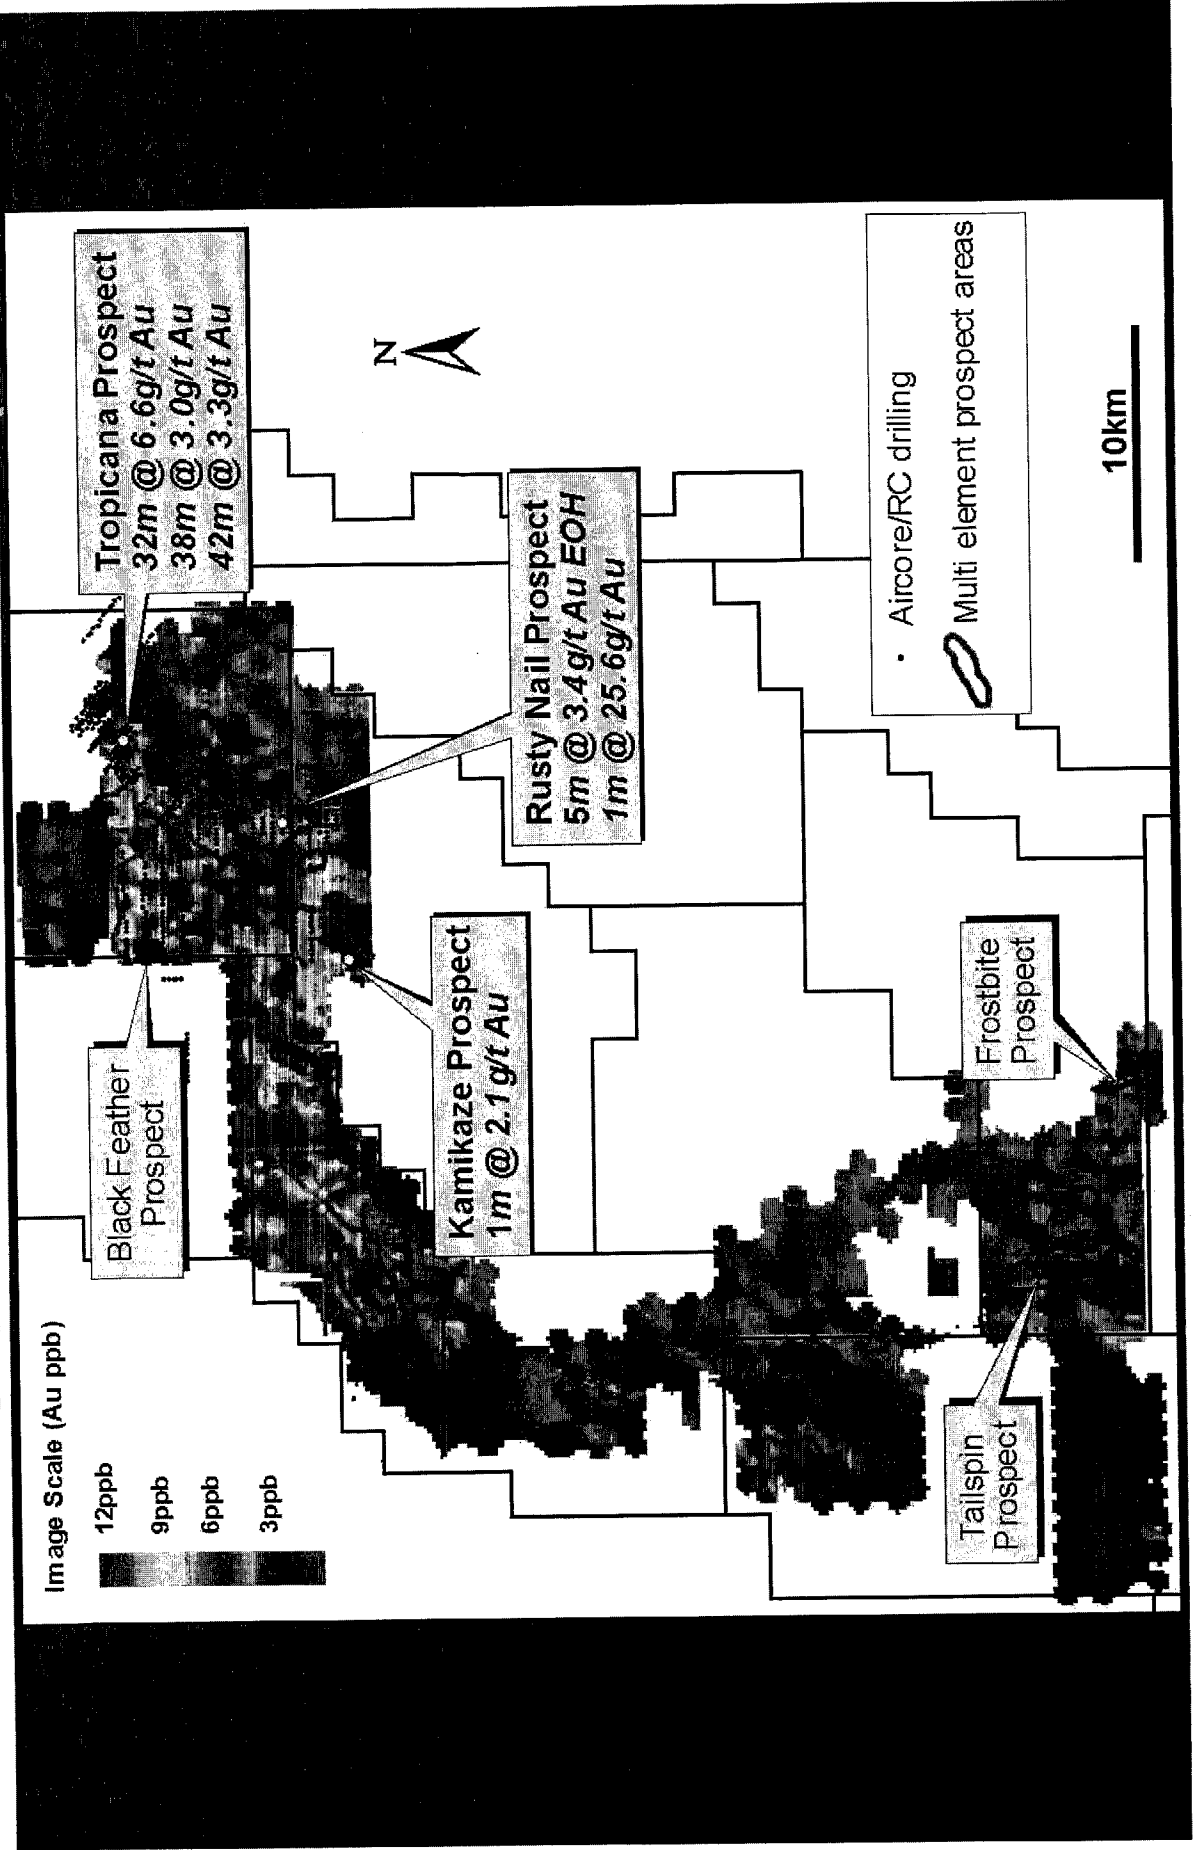 Image Scale (Au ppb)
12ppb
9ppb
6ppb
3ppb
Black Feather
Prospect
Tropicana Prospect
32m @ 6.6g/t Au
38m @ 3.0g/t Au
42m @ 3.3g/t Au
N
Kamikaze Prospect
1m @ 2.1 g/t Au
Rusty Nail Prospect
5m @ 3.4 g/t Au EOH
1m @ 25.6g/t Au
Tailspin
Prospect
Frostbite
Prospect
Aircore/RC drilling
Multi element prospect areas
10km